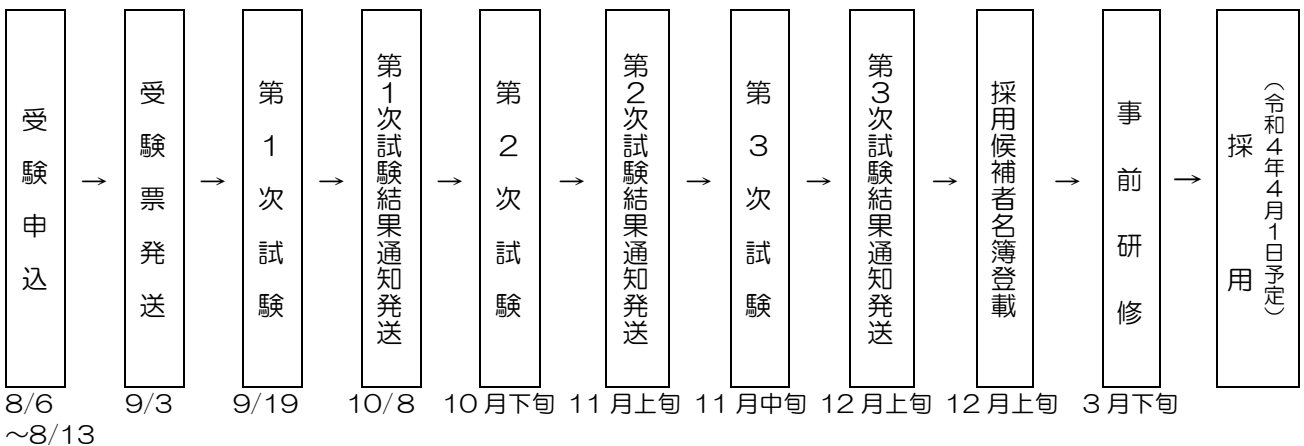 受験申込
→
受験票発送
→
第1次試験
→
第1次試験結果通知発送
→
第2次試験
→
第2次試験結果通知発送
→
第3次試験
→
第3次試験結果通知発送
→
採用候補者名簿登載
→
事前研修
→
採用
（令和4年4月1日予定）
8/6
～8/13
9/3
9/19
10/8
10月下旬
11月上旬
11月中旬
12月上旬
12月上旬
3月下旬